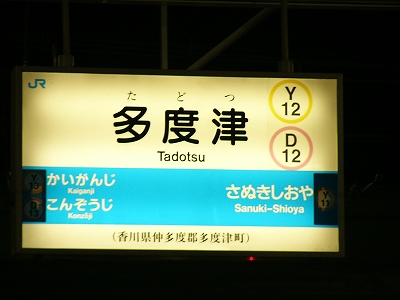 JR
たどつ
多度津
Tadotsu
Y
12
D
12
かいがんじ
Kaiganji
こんぞうじ
Konzōji
さぬきしおや
Sanuki-Shioya
(香川県仲多度郡多度津町)